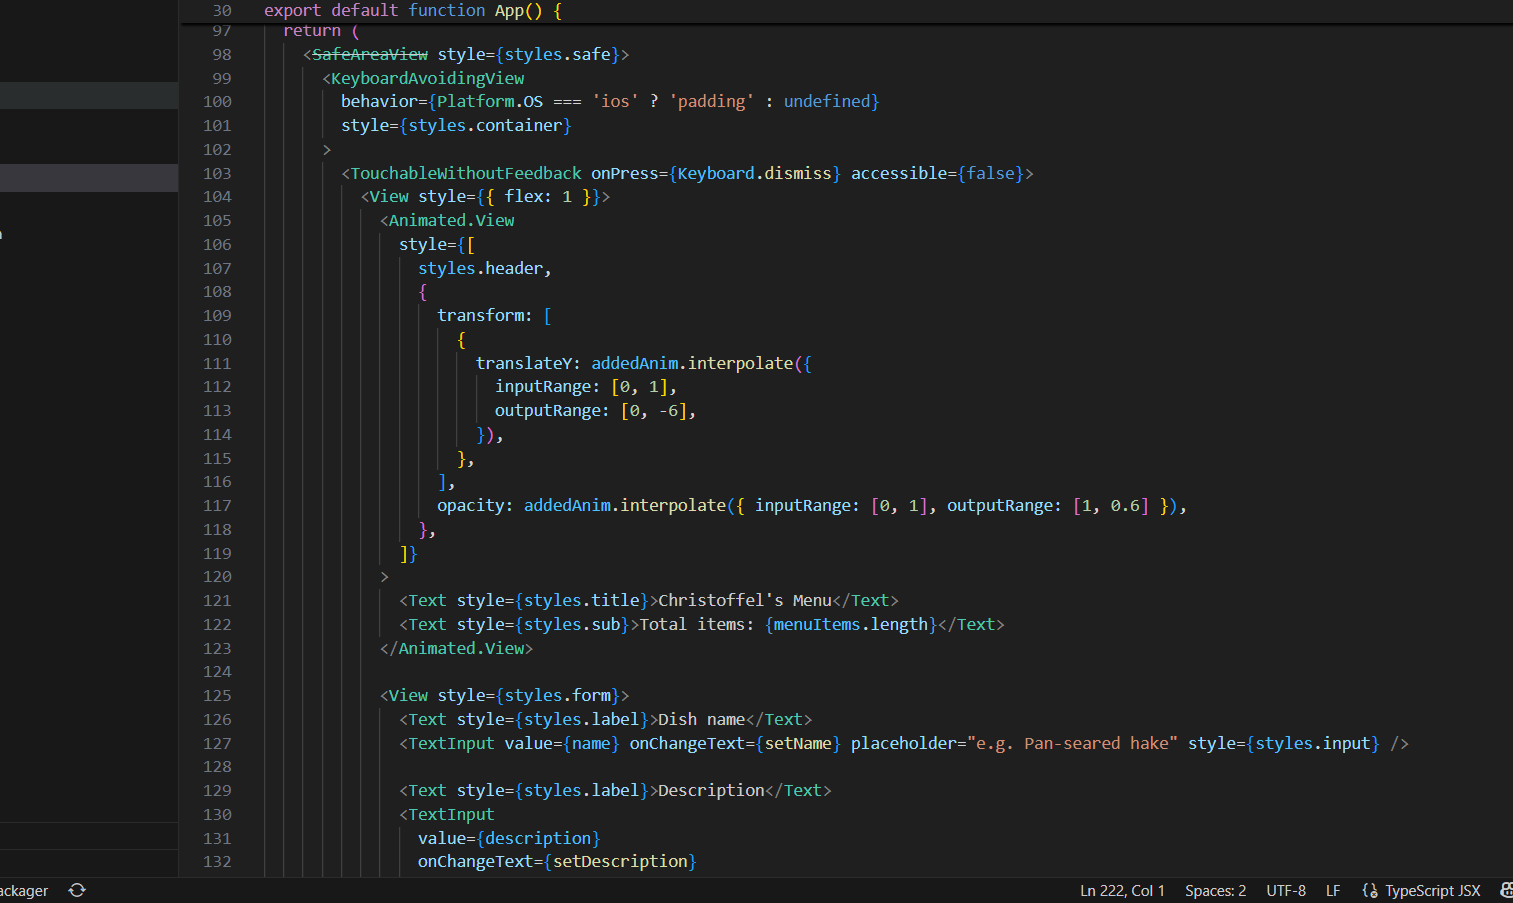 30 export default function App() {
97 return (
98 <SafeAreaView style={styles.safe}>
99 <KeyboardAvoidingView
100 behavior={Platform.OS === 'ios' ? 'padding' : undefined}
101 style={styles.container}
102 >
103 <TouchableWithoutFeedback onPress={Keyboard.dismiss} accessible={false}>
104 <View style={{ flex: 1 }}>
105 <Animated.View
106 style={[
107 styles.header,
108 {
109 transform: [
110 {
111 translateY: addedAnim.interpolate({
112 inputRange: [0, 1],
113 outputRange: [0, -6],
114 }),
115 },
116 ],
117 opacity: addedAnim.interpolate({ inputRange: [0, 1], outputRange: [1, 0.6] }),
118 },
119 ]}
120 >
121 <Text style={styles.title}>Christoffel's Menu</Text>
122 <Text style={styles.sub}>Total items: {menuItems.length}</Text>
123 </Animated.View>
124
125 <View style={styles.form}>
126 <Text style={styles.label}>Dish name</Text>
127 <TextInput value={name} onChangeText={setName} placeholder="e.g. Pan-seared hake" style={styles.input} />
128
129 <Text style={styles.label}>Description</Text>
130 <TextInput
131 value={description}
132 onChangeText={setDescription}
ackager Ln 222, Col 1 Spaces: 2 UTF-8 LF TypeScript JSX